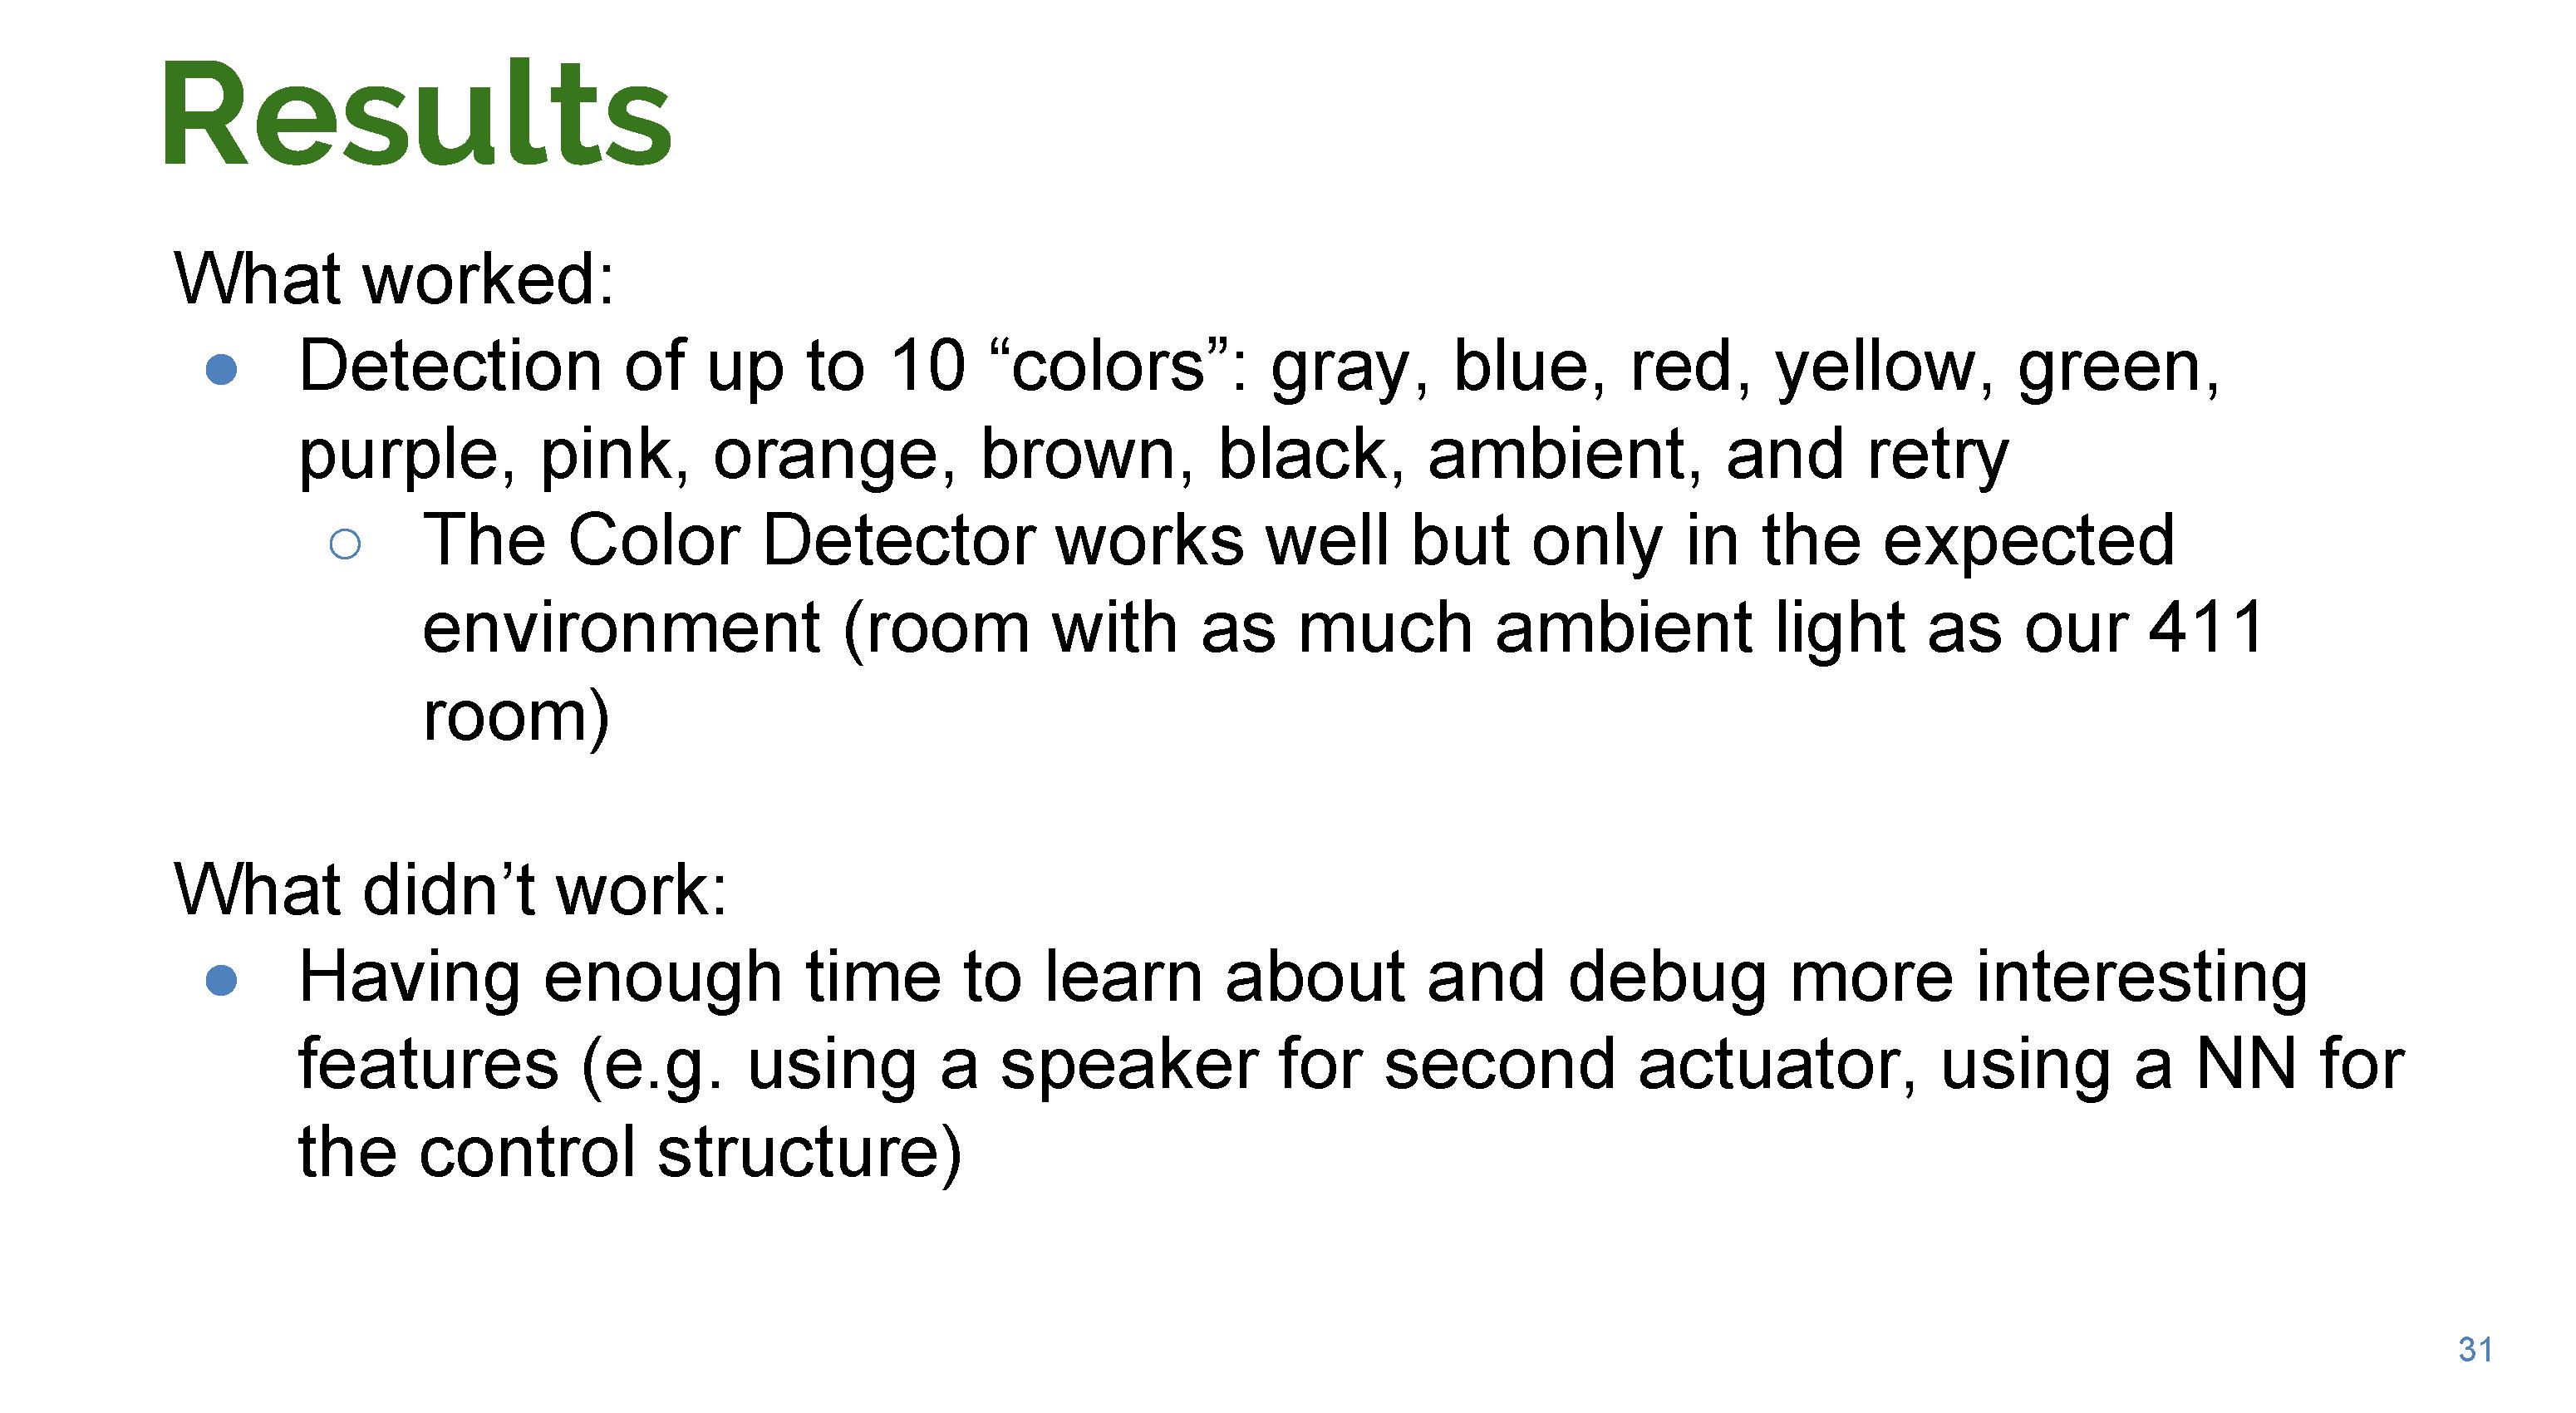 Results
What worked:
● Detection of up to 10 “colors”: gray, blue, red, yellow, green,
purple, pink, orange, brown, black, ambient, and retry
○ The Color Detector works well but only in the expected
environment (room with as much ambient light as our 411
room)
What didn’t work:
● Having enough time to learn about and debug more interesting
features (e.g. using a speaker for second actuator, using a NN for
the control structure)
31